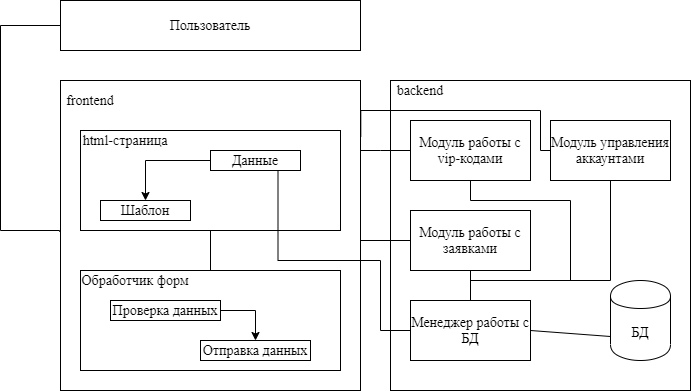 Пользователь
frontend
html-страница
Данные
Шаблон
Обработчик форм
Проверка данных
Отправка данных
backend
Модуль работы с
vip-кодами
Модуль управления
аккаунтами
Модуль работы с
заявками
Менеджер работы с
БД
БД